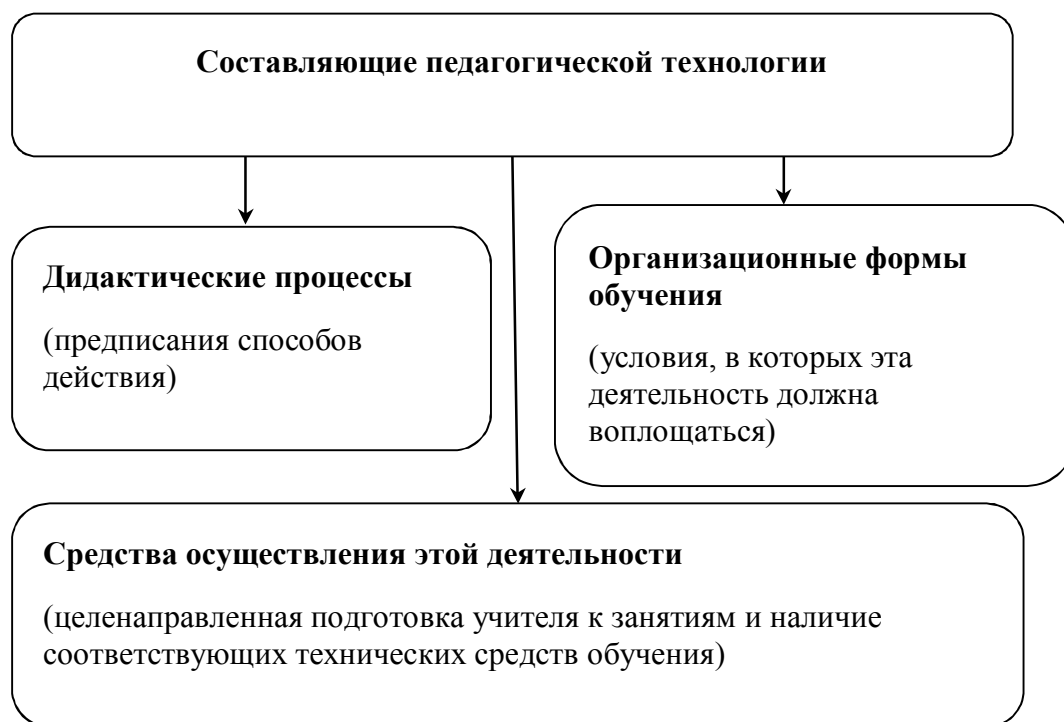 Составляющие педагогической технологии
Дидактические процессы
(предписания способов
действия)
Организационные формы
обучения
(условия, в которых эта
деятельность должна
воплощаться)
Средства осуществления этой деятельности
(целенаправленная подготовка учителя к занятиям и наличие
соответствующих технических средств обучения)